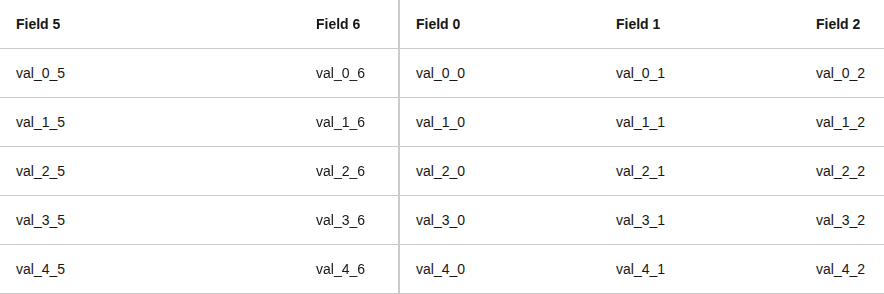 Field 5 Field 6 Field 0 Field 1 Field 2
val_0_5 val_0_6 val_0_0 val_0_1 val_0_2
val_1_5 val_1_6 val_1_0 val_1_1 val_1_2
val_2_5 val_2_6 val_2_0 val_2_1 val_2_2
val_3_5 val_3_6 val_3_0 val_3_1 val_3_2
val_4_5 val_4_6 val_4_0 val_4_1 val_4_2